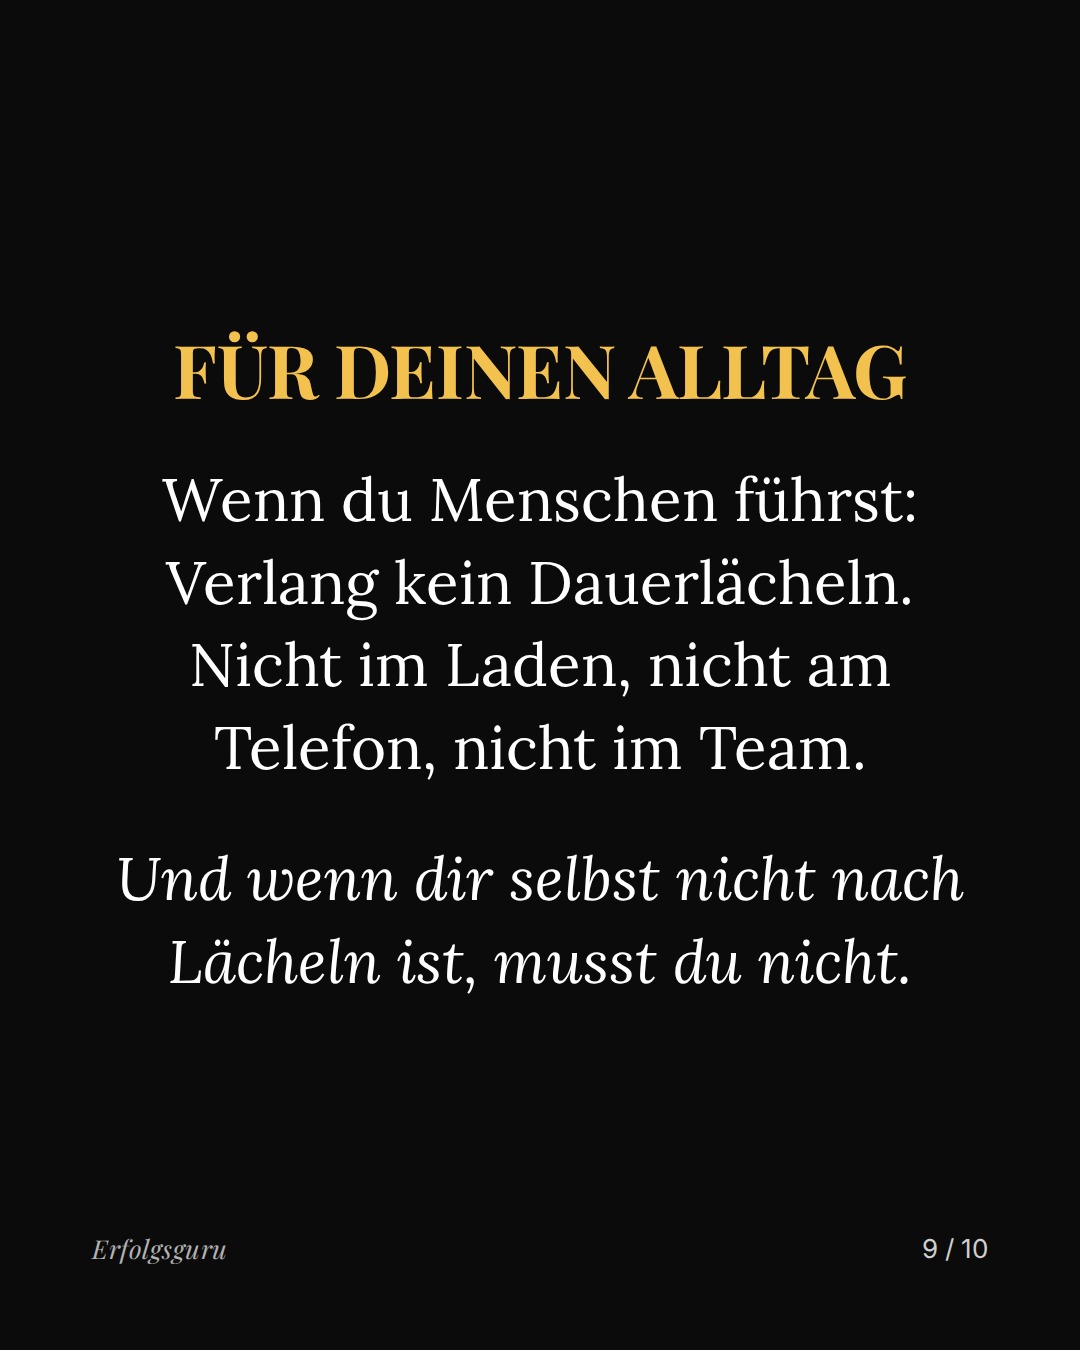 FÜR DEINEN ALLTAG
Wenn du Menschen führst:
Verlang kein Dauerlächeln.
Nicht im Laden, nicht am
Telefon, nicht im Team.
Und wenn dir selbst nicht nach
Lächeln ist, musst du nicht.
Erfolgsguru
9 / 10